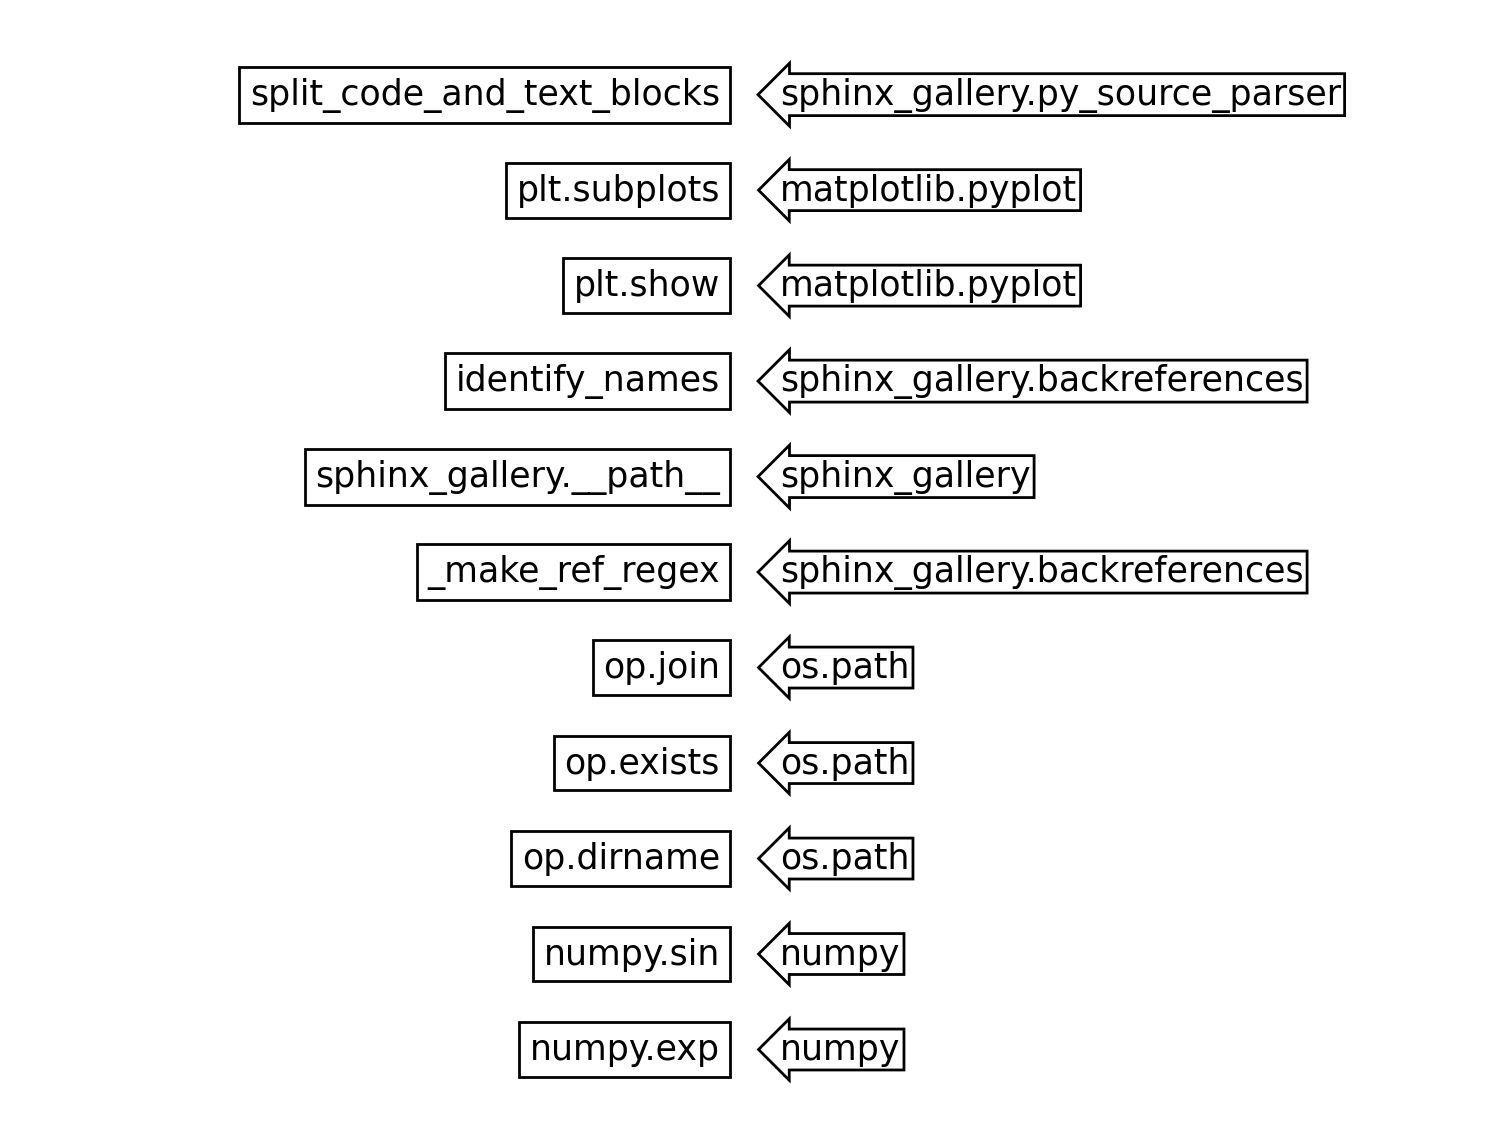 split_code_and_text_blocks sphinx_gallery.py_source_parser
plt.subplots matplotlib.pyplot
plt.show matplotlib.pyplot
identify_names sphinx_gallery.backreferences
sphinx_gallery.__path__ sphinx_gallery
_make_ref_regex sphinx_gallery.backreferences
op.join os.path
op.exists os.path
op.dirname os.path
numpy.sin numpy
numpy.exp numpy